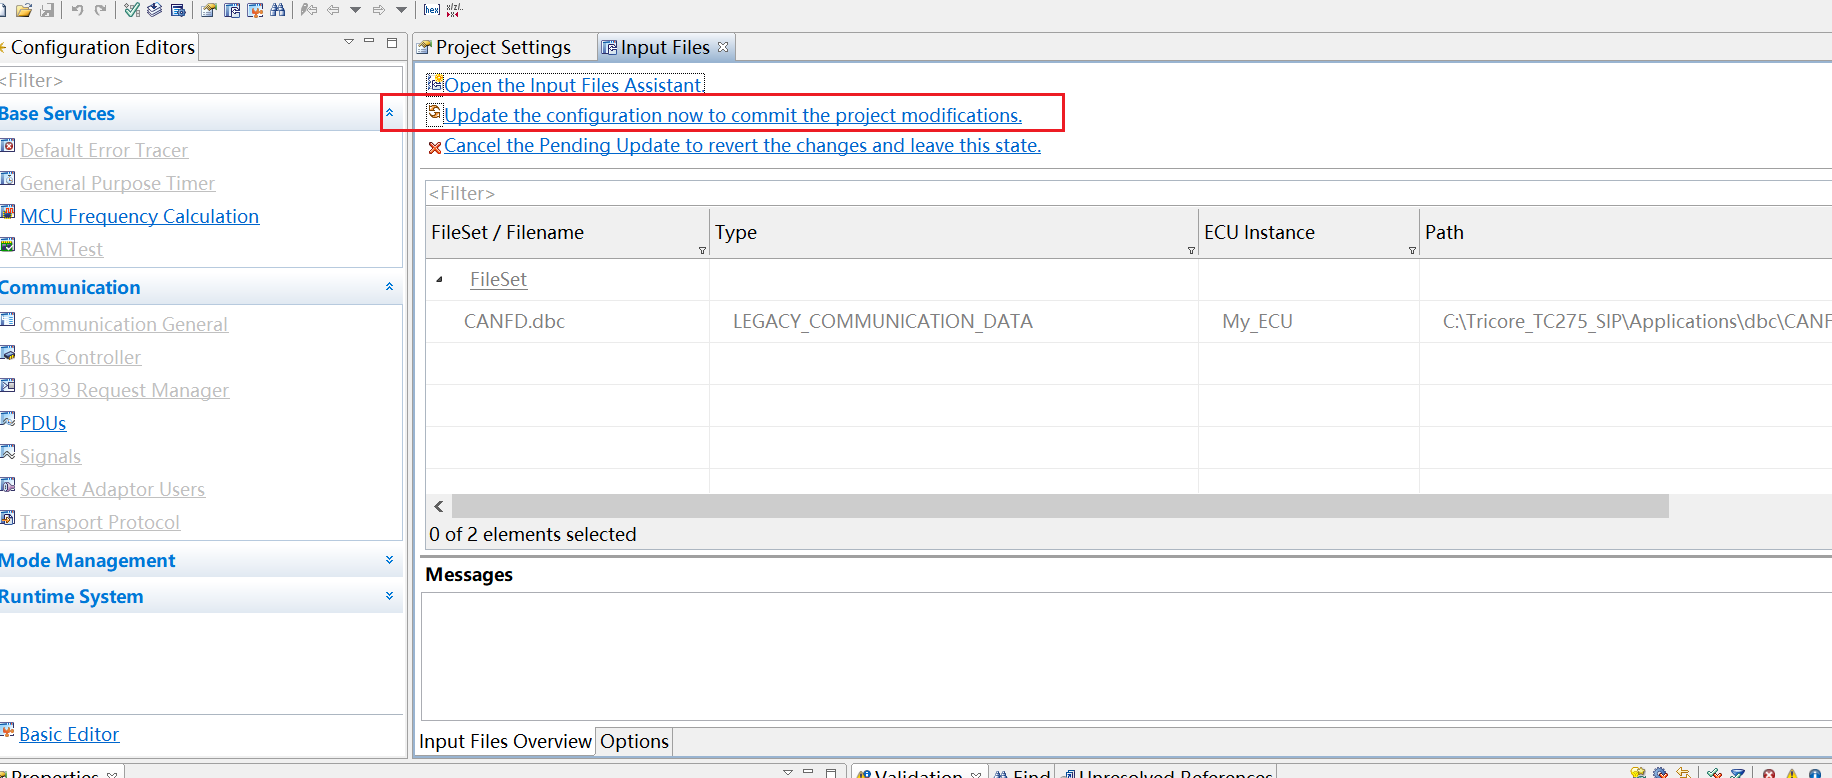 Configuration Editors
Project Settings
Input Files
<Filter>
Base Services
Default Error Tracer
General Purpose Timer
MCU Frequency Calculation
RAM Test
Communication
Communication General
Bus Controller
J1939 Request Manager
PDUs
Signals
Socket Adaptor Users
Transport Protocol
Mode Management
Runtime System
Basic Editor
Open the Input Files Assistant.
Update the configuration now to commit the project modifications.
Cancel the Pending Update to revert the changes and leave this state.
<Filter>
FileSet / Filename Type ECU Instance Path
FileSet
CANFD.dbc LEGACY_COMMUNICATION_DATA My_ECU C:\Tricore_TC275_SIP\Applications\dbc\CANF
0 of 2 elements selected
Messages
Input Files Overview Options
Properties
Validation
Find
Unresolved References